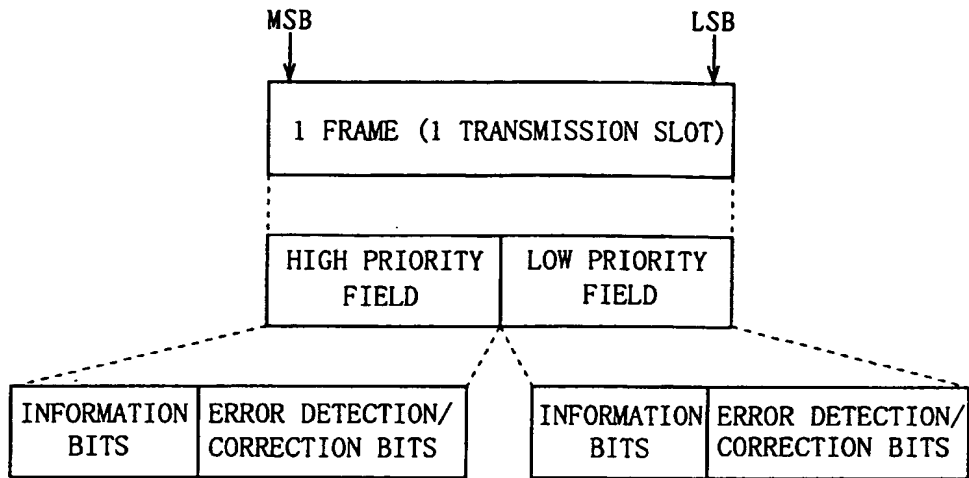 MSB
LSB
1 FRAME (1 TRANSMISSION SLOT)
HIGH PRIORITY
FIELD
LOW PRIORITY
FIELD
INFORMATION
BITS
ERROR DETECTION/
CORRECTION BITS
INFORMATION
BITS
ERROR DETECTION/
CORRECTION BITS